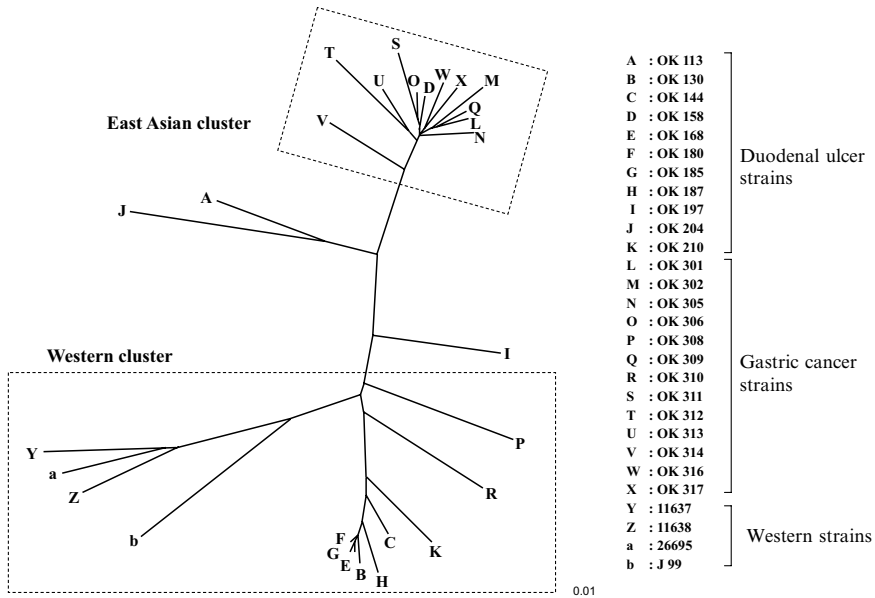 East Asian cluster
S
T
U
O
D
W
X
M
Q
L
N
V
A
J
I
Western cluster
Y
a
Z
b
P
R
K
C
F
G
E
B
H
0.01
A : OK 113
B : OK 130
C : OK 144
D : OK 158
E : OK 168
F : OK 180
G : OK 185
H : OK 187
I : OK 197
J : OK 204
K : OK 210
Duodenal ulcer
strains
L : OK 301
M : OK 302
N : OK 305
O : OK 306
P : OK 308
Q : OK 309
R : OK 310
S : OK 311
T : OK 312
U : OK 313
V : OK 314
W : OK 316
X : OK 317
Gastric cancer
strains
Y : 11637
Z : 11638
a : 26695
b : J 99
Western strains